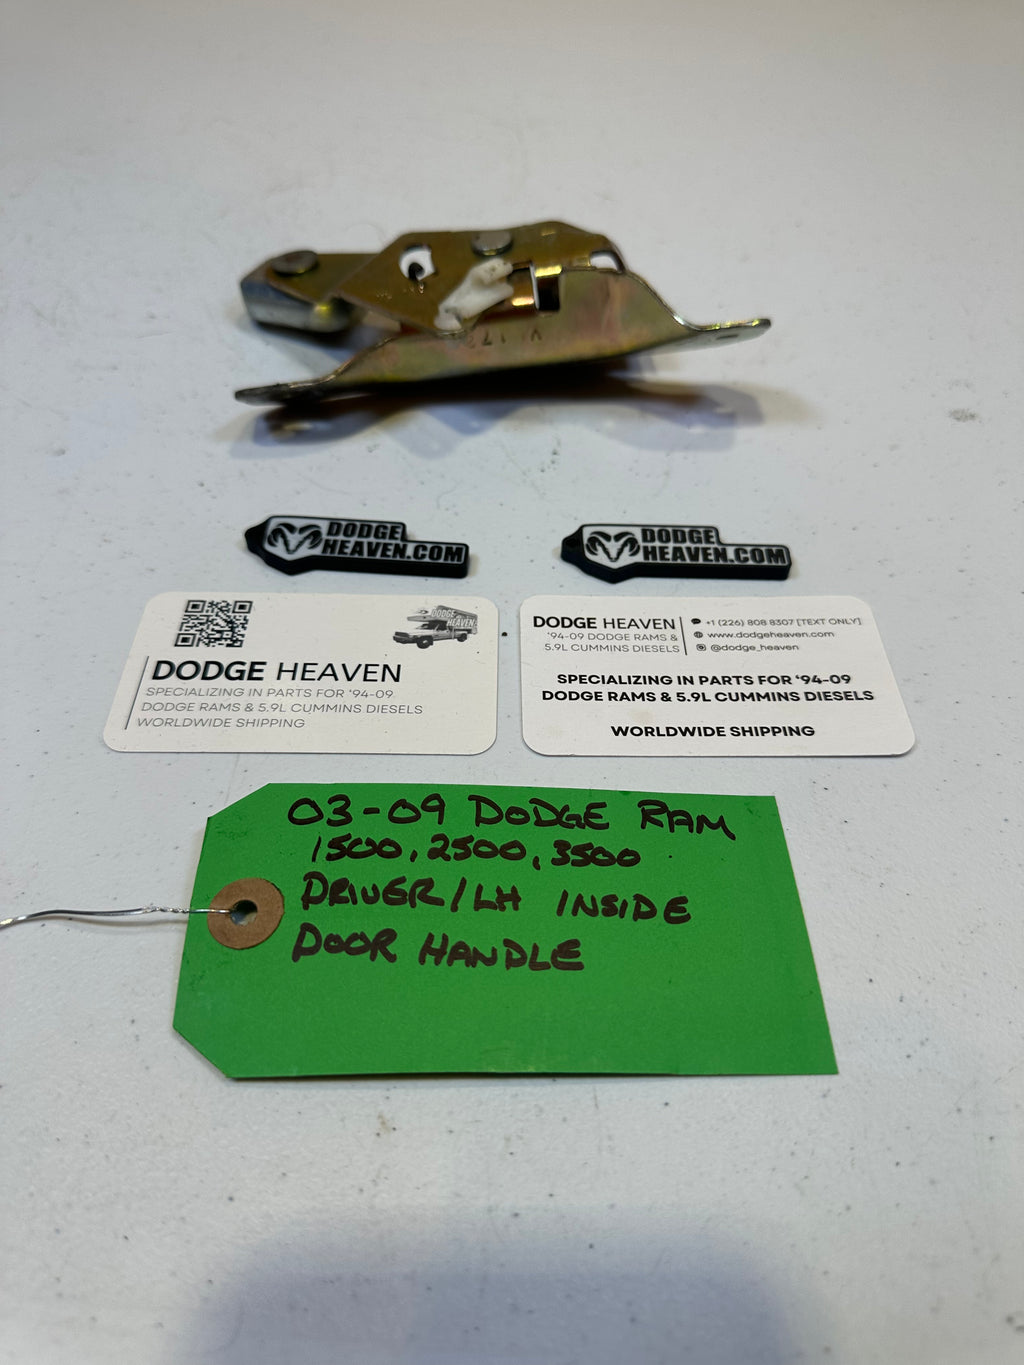 DODGE
HEAVEN.COM
DODGE
HEAVEN.COM
DODGE
HEAVEN
DODGE HEAVEN
SPECIALIZING IN PARTS FOR '94-09
DODGE RAMS & 5.9L CUMMINS DIESELS
WORLDWIDE SHIPPING
DODGE HEAVEN
'94-09 DODGE RAMS &
5.9L CUMMINS DIESELS
+1 (226) 808 8307 [TEXT ONLY]
www.dodgeheaven.com
@dodge_heaven
SPECIALIZING IN PARTS FOR '94-09
DODGE RAMS & 5.9L CUMMINS DIESELS
WORLDWIDE SHIPPING
03-09 DODGE RAM
1500, 2500, 3500
DRIVER/LH INSIDE
DOOR HANDLE